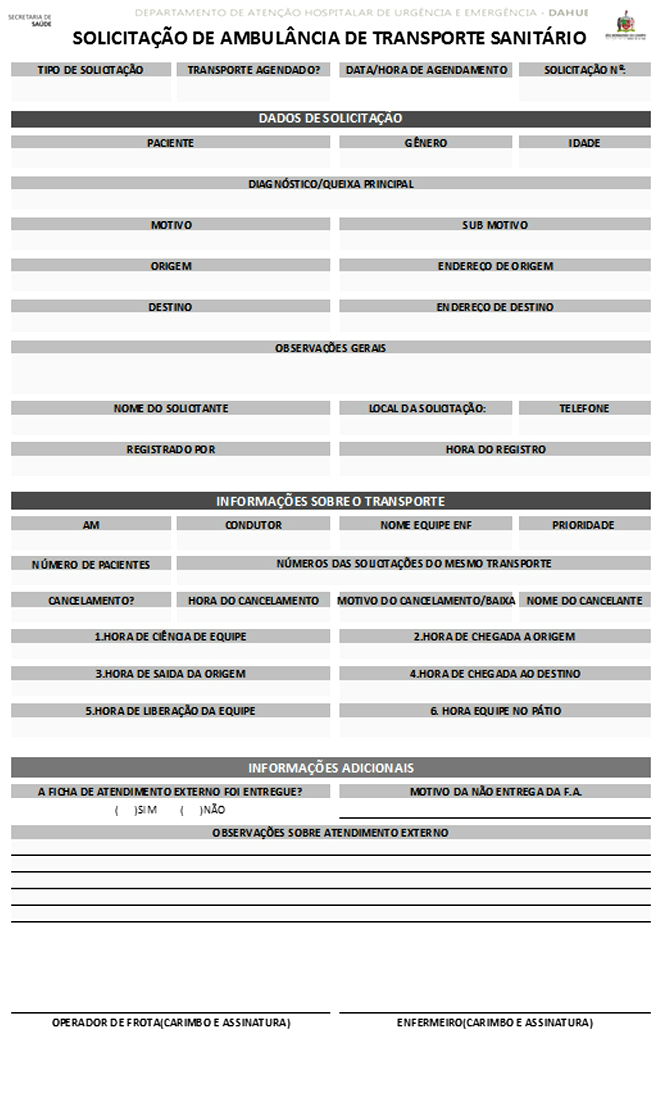 SECRETARIA DE
SAÚDE
DEPARTAMENTO DE ATENÇÃO HOSPITALAR DE URGÊNCIA E EMERGÊNCIA - DAHUE
SOLICITAÇÃO DE AMBULÂNCIA DE TRANSPORTE SANITÁRIO
TIPO DE SOLICITAÇÃO TRANSPORTE AGENDADO? DATA/HORA DE AGENDAMENTO SOLICITAÇÃO Nº:
DADOS DE SOLICITAÇÃO
PACIENTE GÊNERO IDADE
DIAGNÓSTICO/QUEIXA PRINCIPAL
MOTIVO SUB MOTIVO
ORIGEM ENDEREÇO DE ORIGEM
DESTINO ENDEREÇO DE DESTINO
OBSERVAÇÕES GERAIS
NOME DO SOLICITANTE LOCAL DA SOLICITAÇÃO: TELEFONE
REGISTRADO POR HORA DO REGISTRO
INFORMAÇÕES SOBRE O TRANSPORTE
AM CONDUTOR NOME EQUIPE ENF PRIORIDADE
NÚMERO DE PACIENTES NÚMEROS DAS SOLICITAÇÕES DO MESMO TRANSPORTE
CANCELAMENTO? HORA DO CANCELAMENTO MOTIVO DO CANCELAMENTO/BAIXA NOME DO CANCELANTE
1.HORA DE CIÊNCIA DE EQUIPE 2.HORA DE CHEGADA A ORIGEM
3.HORA DE SAIDA DA ORIGEM 4.HORA DE CHEGADA AO DESTINO
5.HORA DE LIBERAÇÃO DA EQUIPE 6. HORA EQUIPE NO PÁTIO
INFORMAÇÕES ADICIONAIS
A FICHA DE ATENDIMENTO EXTERNO FOI ENTREGUE? MOTIVO DA NÃO ENTREGA DA F.A.
( )SIM ( )NÃO
OBSERVAÇÕES SOBRE ATENDIMENTO EXTERNO
OPERADOR DE FROTA(CARIMBO E ASSINATURA) ENFERMEIRO(CARIMBO E ASSINATURA)